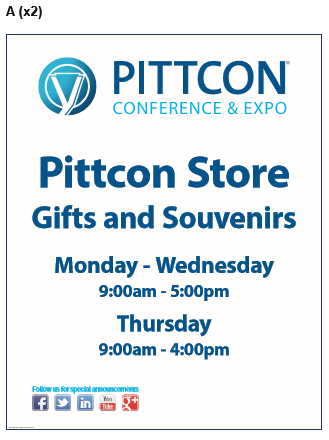 A (x2)
PITTCON®
CONFERENCE & EXPO
Pittcon Store
Gifts and Souvenirs
Monday - Wednesday
9:00am - 5:00pm
Thursday
9:00am - 4:00pm
Follow us for special announcements
f in You Tube g+